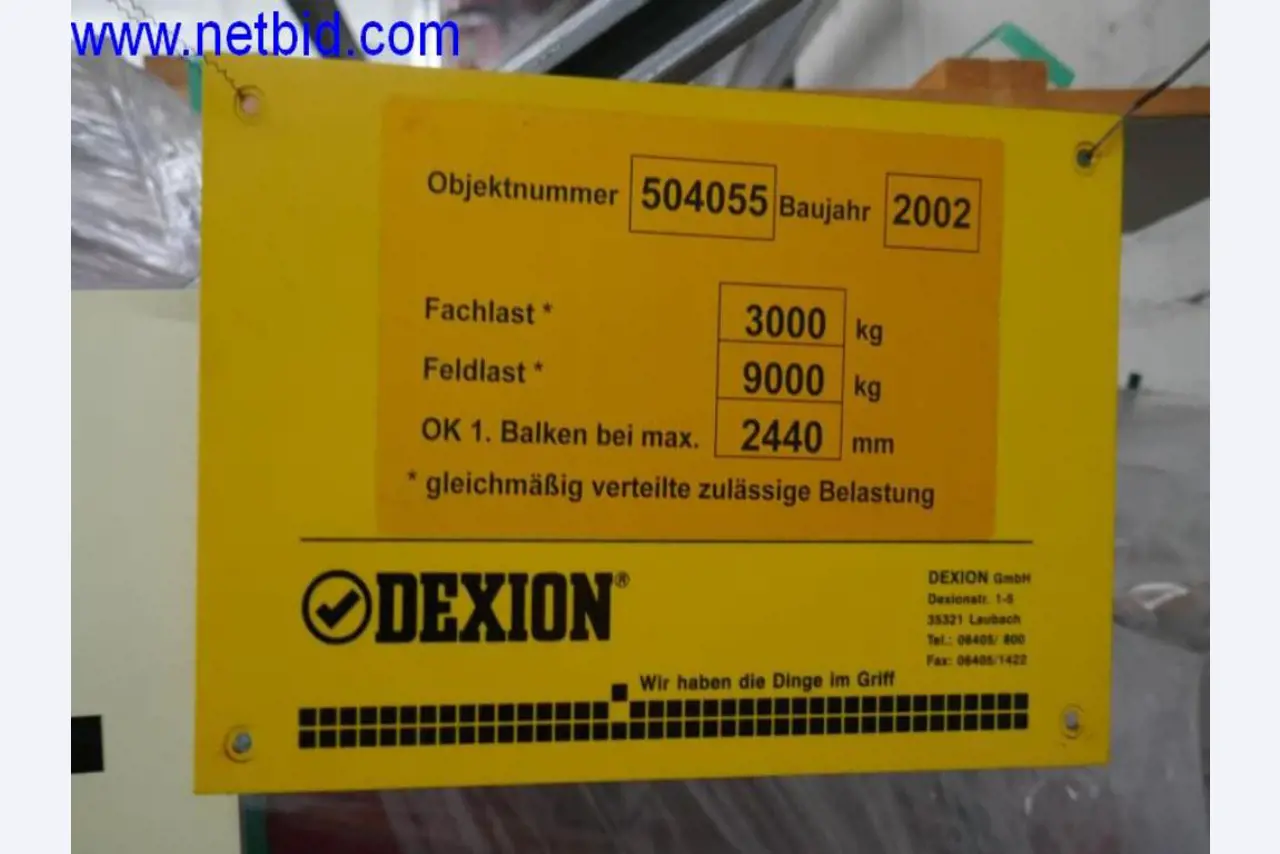 www.netbid.com
Objektnummer 504055 Baujahr 2002
Fachlast * 3000 kg
Feldlast * 9000 kg
OK 1. Balken bei max. 2440 mm
* gleichmäßig verteilte zulässige Belastung
DEXION®
DEXION GmbH
Dexionstr. 1-5
35321 Laubach
Tel.: 06405/ 800
Fax: 06405/1422
Wir haben die Dinge im Griff